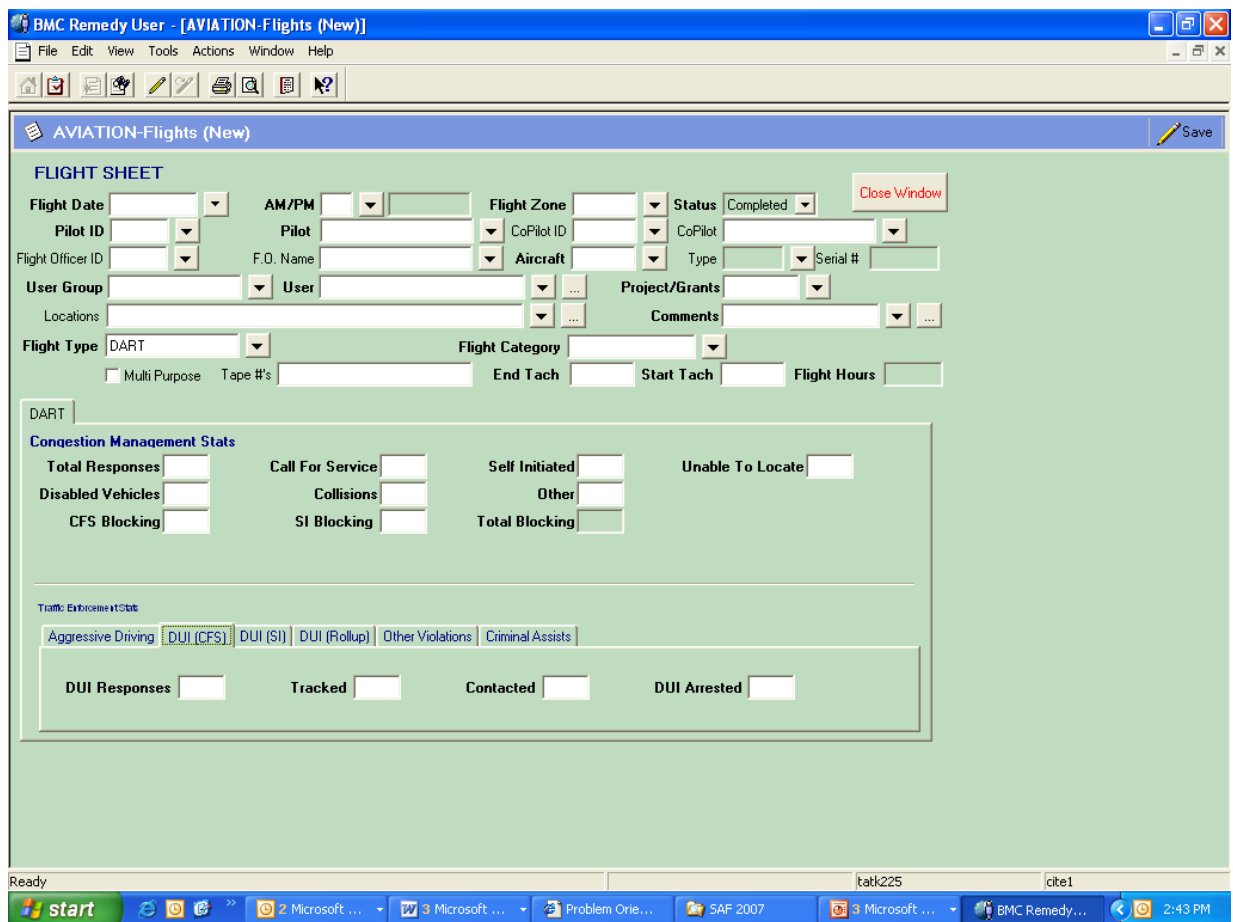 BMC Remedy User - [AVIATION-Flights (New)]
File Edit View Tools Actions Window Help
AVIATION-Flights (New) Save
FLIGHT SHEET
Close Window
Flight Date AM/PM Flight Zone Status Completed
Pilot ID Pilot CoPilot ID CoPilot
Flight Officer ID F.O. Name Aircraft Type Serial #
User Group User ... Project/Grants
Locations ... Comments ...
Flight Type DART Flight Category
Multi Purpose Tape #'s End Tach Start Tach Flight Hours
DART
Congestion Management Stats
Total Responses Call For Service Self Initiated Unable To Locate
Disabled Vehicles Collisions Other
CFS Blocking SI Blocking Total Blocking
Traffic Enforcement Stats
Aggressive Driving DUI (CFS) DUI (SI) DUI (Rollup) Other Violations Criminal Assists
DUI Responses Tracked Contacted DUI Arrested
Ready tatk225 cite1
start 2 Microsoft ... 3 Microsoft ... Problem Orie... SAF 2007 3 Microsoft ... BMC Remedy... 2:43 PM